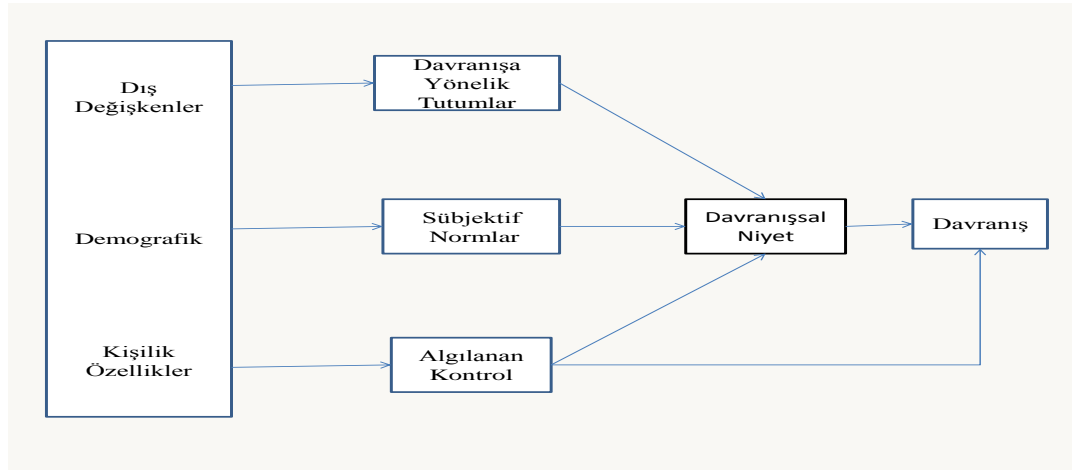 Dış
Değişkenler
Demografik
Kişilik
Özellikler
Davranışa
Yönelik
Tutumlar
Sübjektif
Normlar
Algılanan
Kontrol
Davranışsal
Niyet
Davranış